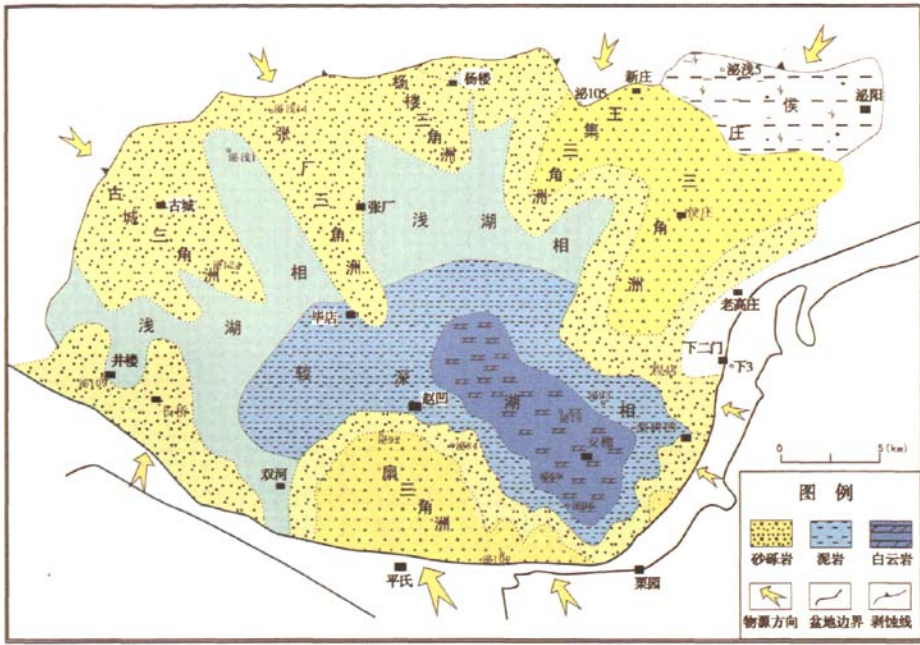 杨楼
杨楼三角洲
新庄
泌105
泌浅5
侯庄
泌阳
王集三角洲
张厂三角洲
张厂
古城
古城三角洲
浅湖相
侯庄
三角洲
浅湖相
老高庄
毕店
下二门
下3
井楼
较深湖相
赵凹
安棚
双河
扇三角洲
平氏
栗园
0 5(km)
图 例
砂砾岩 泥岩 白云岩
物源方向 盆地边界 剥蚀线